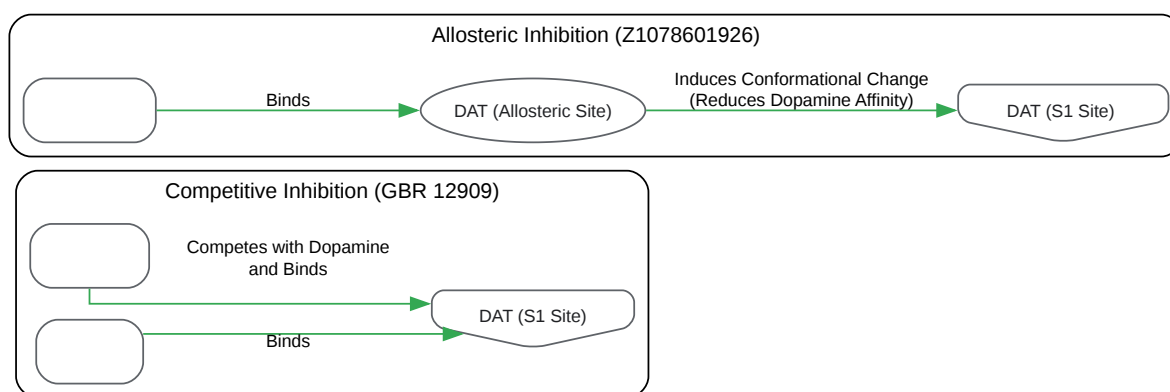 Allosteric Inhibition (Z1078601926)
Binds
DAT (Allosteric Site)
Induces Conformational Change
(Reduces Dopamine Affinity)
DAT (S1 Site)
Competitive Inhibition (GBR 12909)
Competes with Dopamine
and Binds
DAT (S1 Site)
Binds